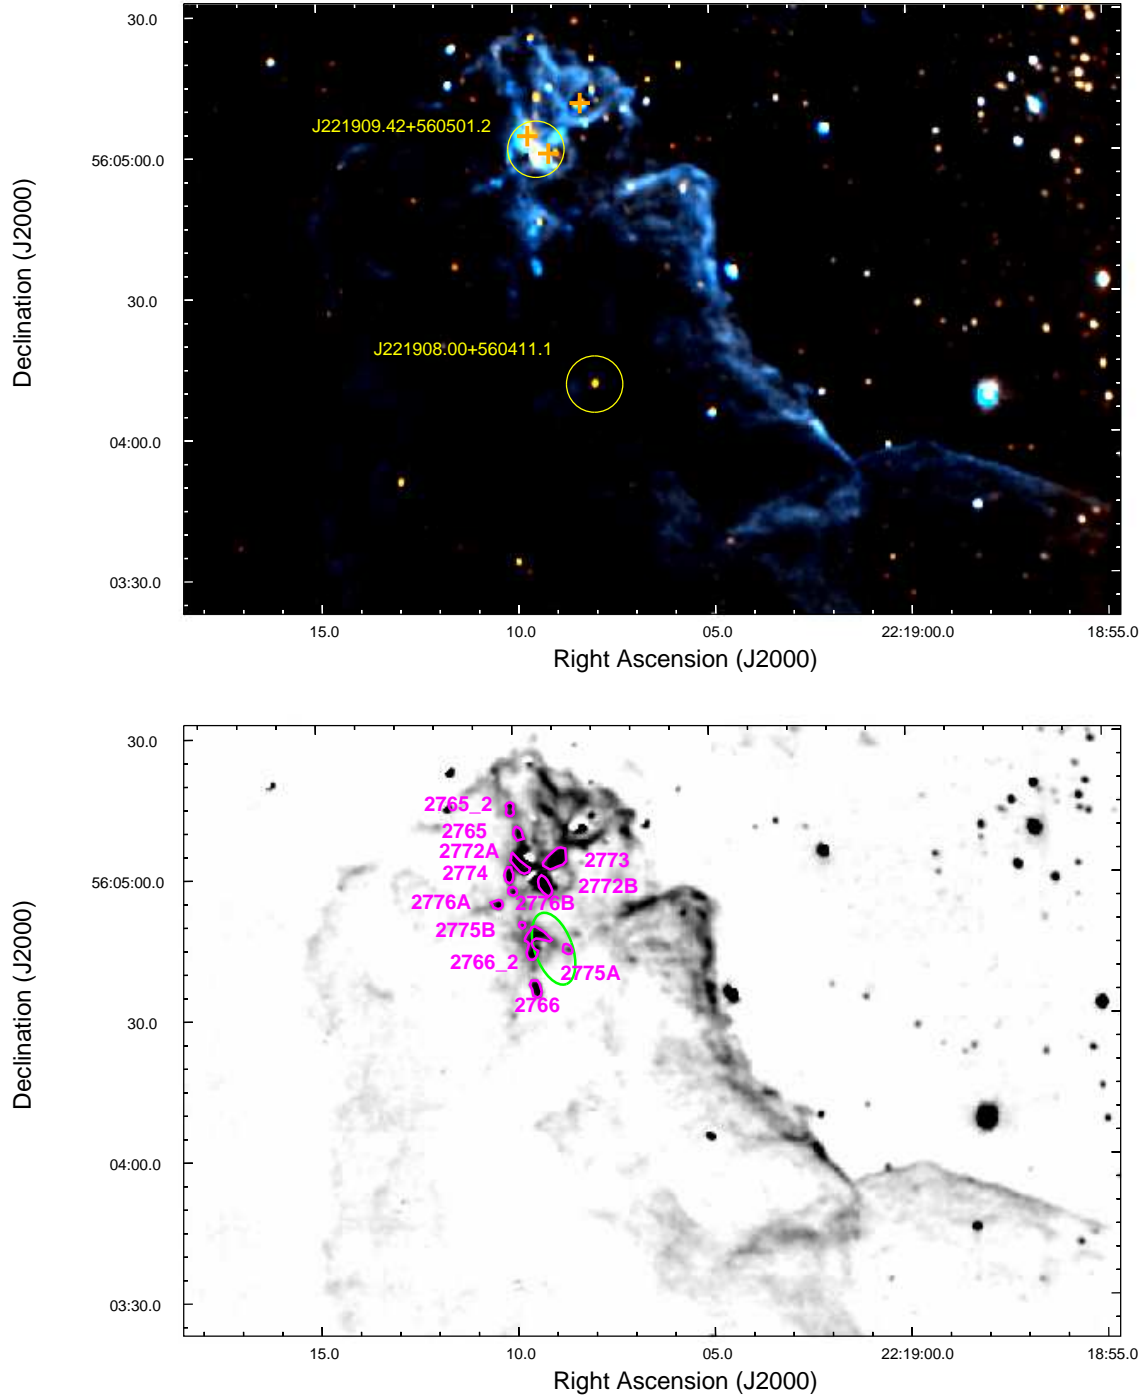 30.0
J221909.42+560501.2
56:05:00.0
30.0
J221908.00+560411.1
04:00.0
03:30.0
15.0 10.0 05.0 22:19:00.0 18:55.0
Right Ascension (J2000)
Declination (J2000)
30.0
2765_2
2765
2772A
2773
2774
2772B
56:05:00.0
2776A
2776B
2775B
2766_2
2775A
2766
30.0
04:00.0
03:30.0
15.0 10.0 05.0 22:19:00.0 18:55.0
Right Ascension (J2000)
Declination (J2000)